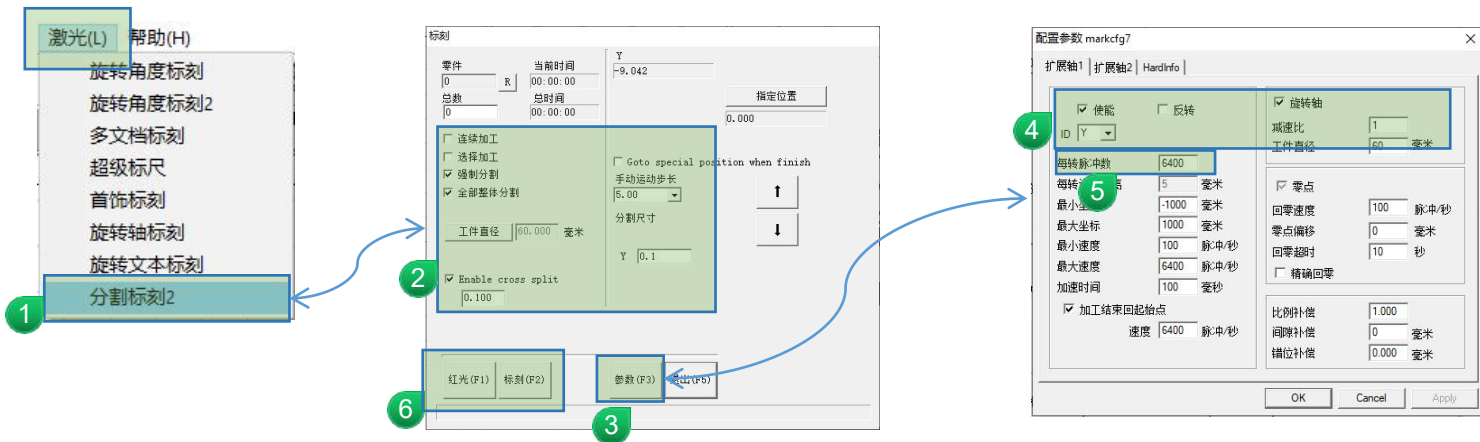 激光(L) 帮助(H)
旋转角度标刻
旋转角度标刻2
多文档标刻
超级标尺
首饰标刻
旋转轴标刻
旋转文本标刻
分割标刻2
1
标刻
零件 当前时间
0 R 00:00:00
总数 总时间
0 00:00:00
Y
-9.042
指定位置
0.000
连续加工
选择加工
强制分割
全部整体分割
工件直径 60.000 毫米
Enable cross split
0.100
Goto special position when finish
手动运动步长
5.00
分割尺寸
Y 0.1
2
红光(F1) 标刻(F2) 参数(F3) 退出(F5)
6
3
配置参数 markcfg7
扩展轴1 扩展轴2 HardInfo
使能 反转
ID Y
4
每转脉冲数 6400
5
每转 5 毫米
最小坐标 -1000 毫米
最大坐标 1000 毫米
最小速度 100 脉冲/秒
最大速度 6400 脉冲/秒
加速时间 100 毫秒
加工结束回起始点
速度 6400 脉冲/秒
旋转轴
减速比 1
工件直径 60 毫米
零点
回零速度 100 脉冲/秒
零点偏移 0 毫米
回零超时 10 秒
精确回零
比例补偿 1.000
间隙补偿 0 毫米
错位补偿 0.000 毫米
OK Cancel Apply